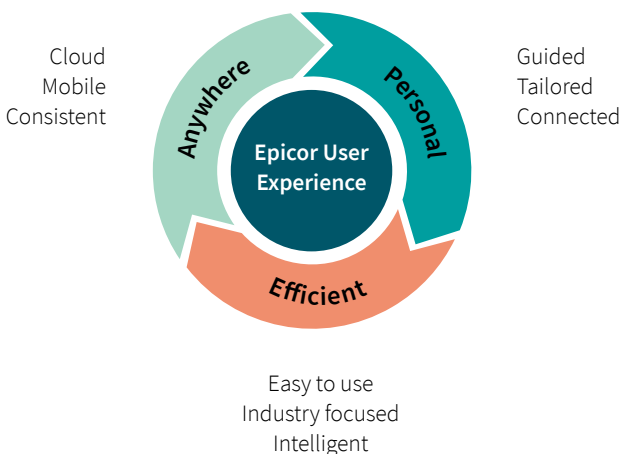 Cloud
Mobile
Consistent
Anywhere
Personal
Guided
Tailored
Connected
Epicor User
Experience
Efficient
Easy to use
Industry focused
Intelligent